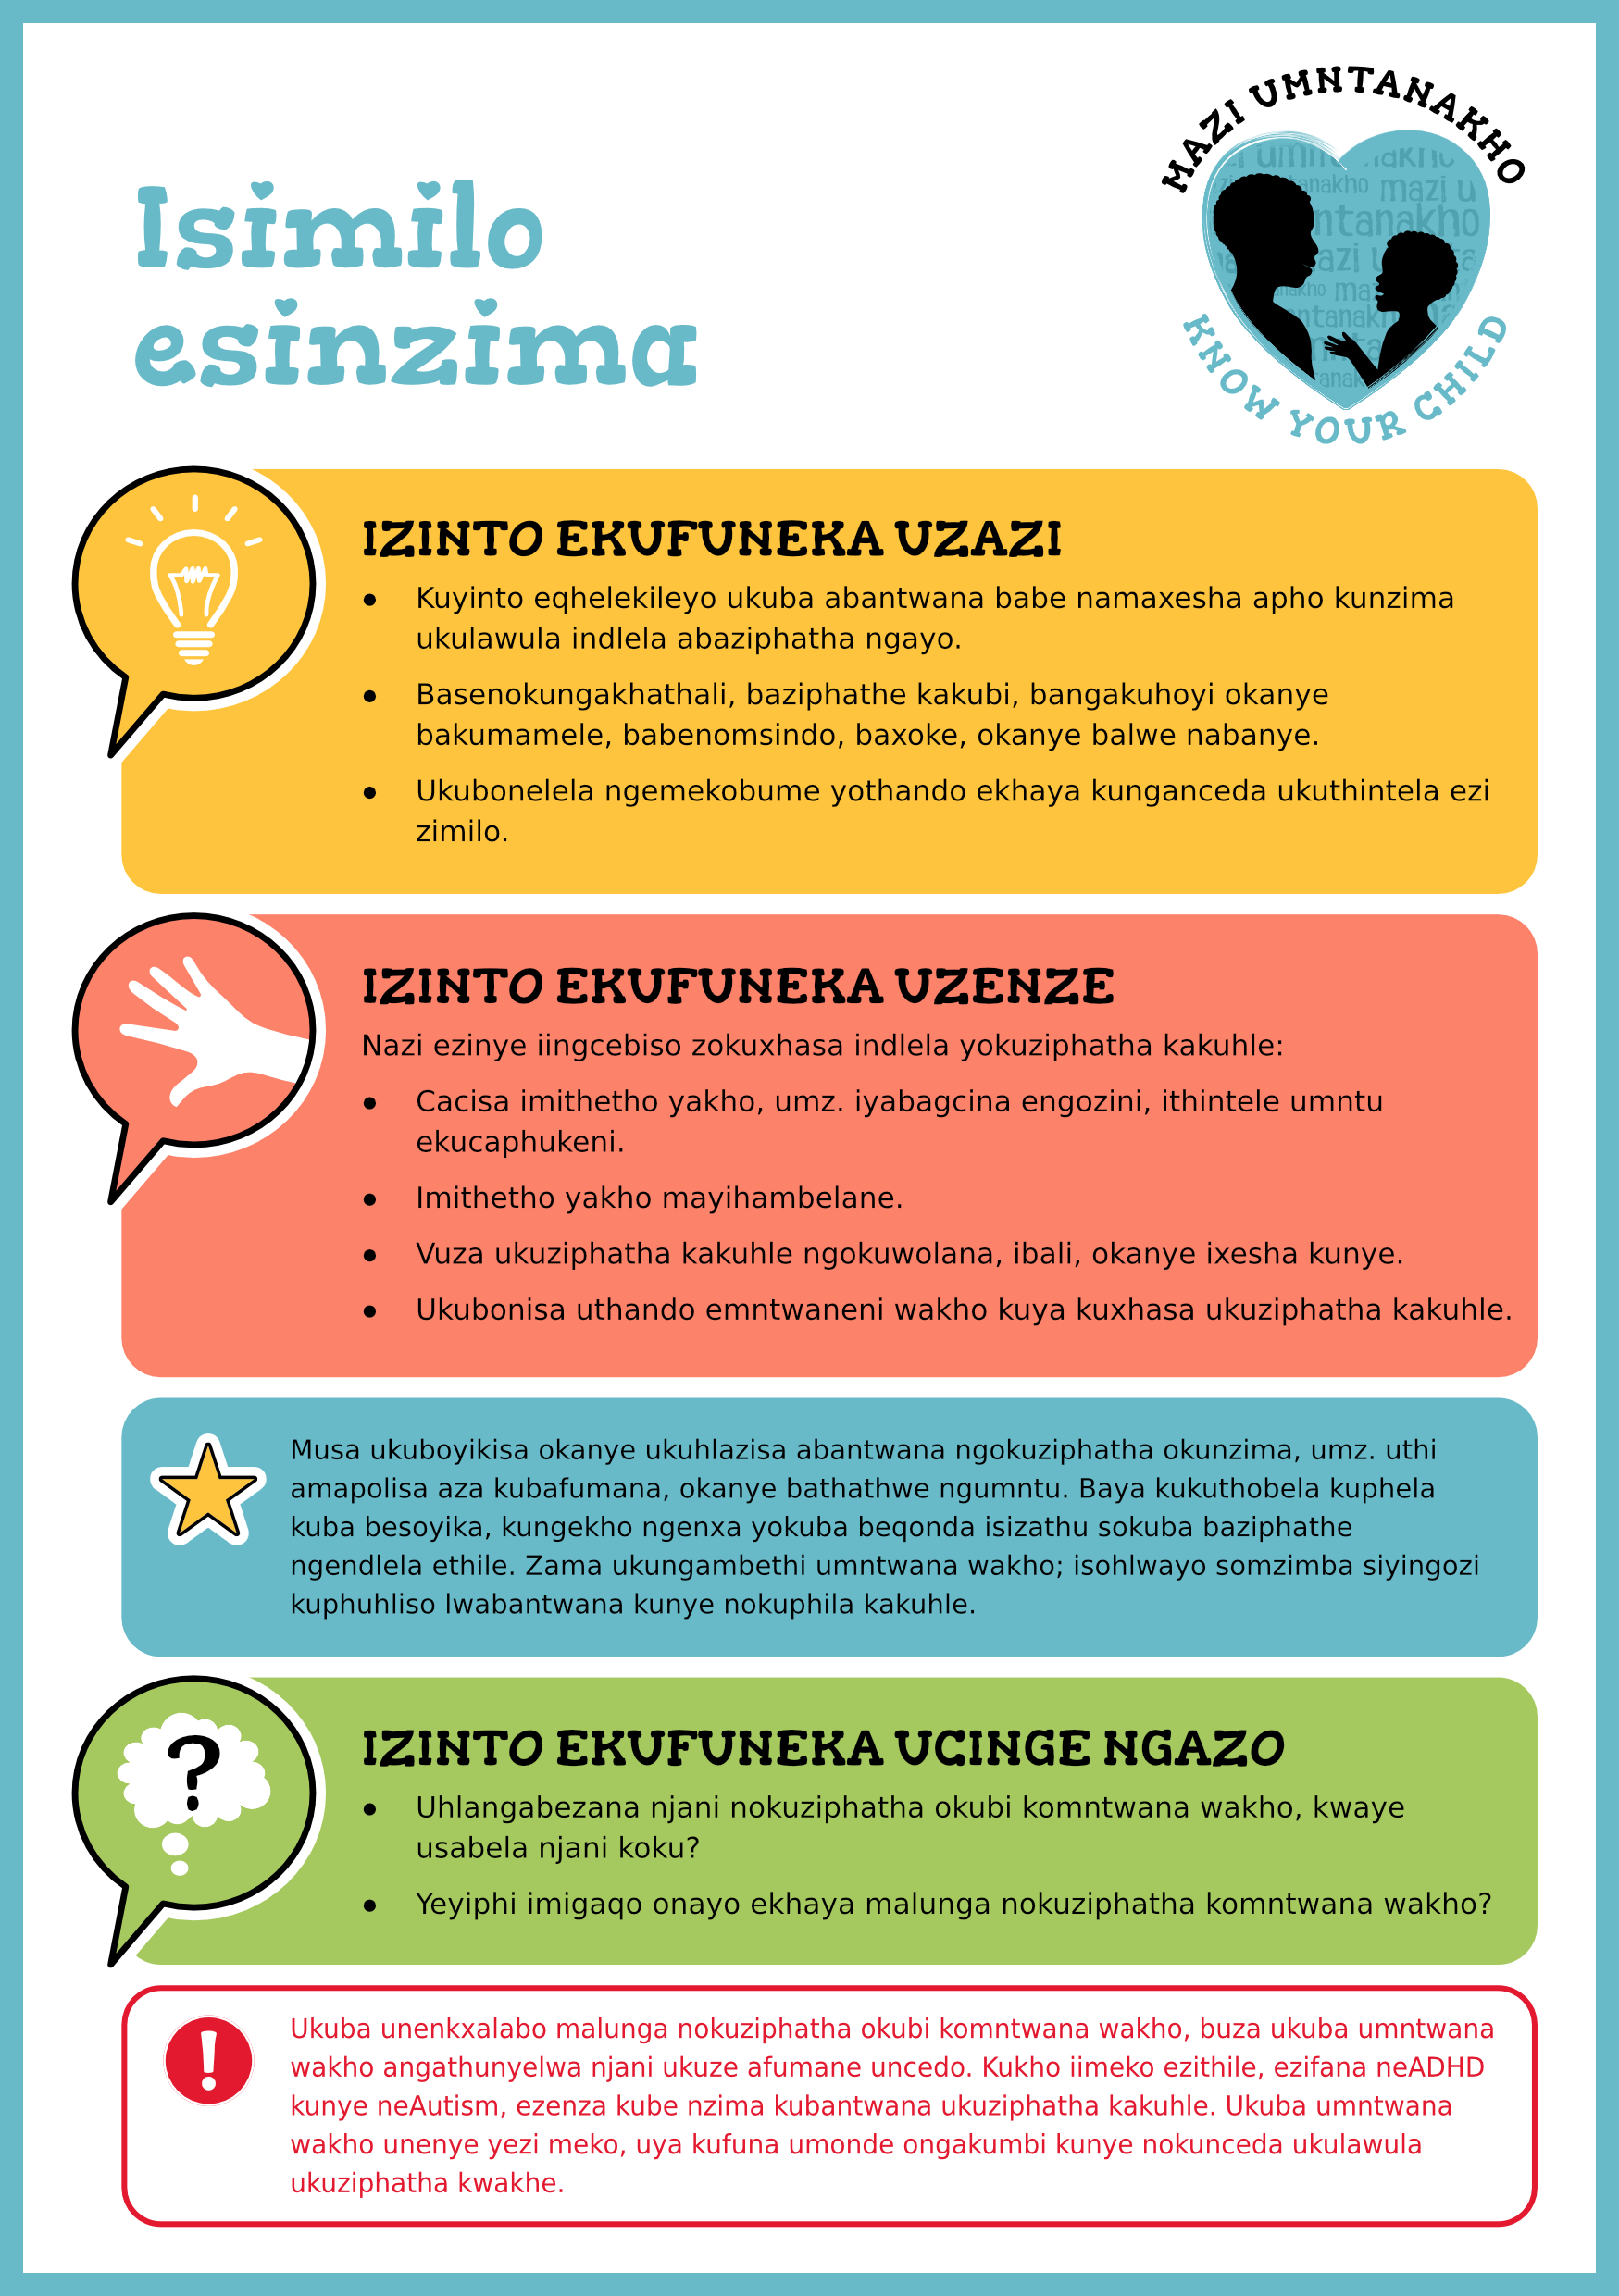 MAZI UMNTANAKHO
KNOW YOUR CHILD
Isimilo
esinzima
IZINTO EKUFUNEKA UZAZI
• Kuyinto eqhelekileyo ukuba abantwana babe namaxesha apho kunzima
ukulawula indlela abaziphatha ngayo.
• Basenokungakhathali, baziphathe kakubi, bangakuhoyi okanye
bakumamele, babenomsindo, baxoke, okanye balwe nabanye.
• Ukubonelela ngemekobume yothando ekhaya kunganceda ukuthintela ezi
zimilo.
IZINTO EKUFUNEKA UZENZE
Nazi ezinye iingcebiso zokuxhasa indlela yokuziphatha kakuhle:
• Cacisa imithetho yakho, umz. iyabagcina engozini, ithintele umntu
ekucaphukeni.
• Imithetho yakho mayihambelane.
• Vuza ukuziphatha kakuhle ngokuwolana, ibali, okanye ixesha kunye.
• Ukubonisa uthando emntwaneni wakho kuya kuxhasa ukuziphatha kakuhle.
Musa ukuboyikisa okanye ukuhlazisa abantwana ngokuziphatha okunzima, umz. uthi
amapolisa aza kubafumana, okanye bathathwe ngumntu. Baya kukuthobela kuphela
kuba besoyika, kungekho ngenxa yokuba beqonda isizathu sokuba baziphathe
ngendlela ethile. Zama ukungambethi umntwana wakho; isohlwayo somzimba siyingozi
kuphuhliso lwabantwana kunye nokuphila kakuhle.
IZINTO EKUFUNEKA UCINGE NGAZO
• Uhlangabezana njani nokuziphatha okubi komntwana wakho, kwaye
usabela njani koku?
• Yeyiphi imigaqo onayo ekhaya malunga nokuziphatha komntwana wakho?
Ukuba unenkxalabo malunga nokuziphatha okubi komntwana wakho, buza ukuba umntwana
wakho angathunyelwa njani ukuze afumane uncedo. Kukho iimeko ezithile, ezifana neADHD
kunye neAutism, ezenza kube nzima kubantwana ukuziphatha kakuhle. Ukuba umntwana
wakho unenye yezi meko, uya kufuna umonde ongakumbi kunye nokunceda ukulawula
ukuziphatha kwakhe.